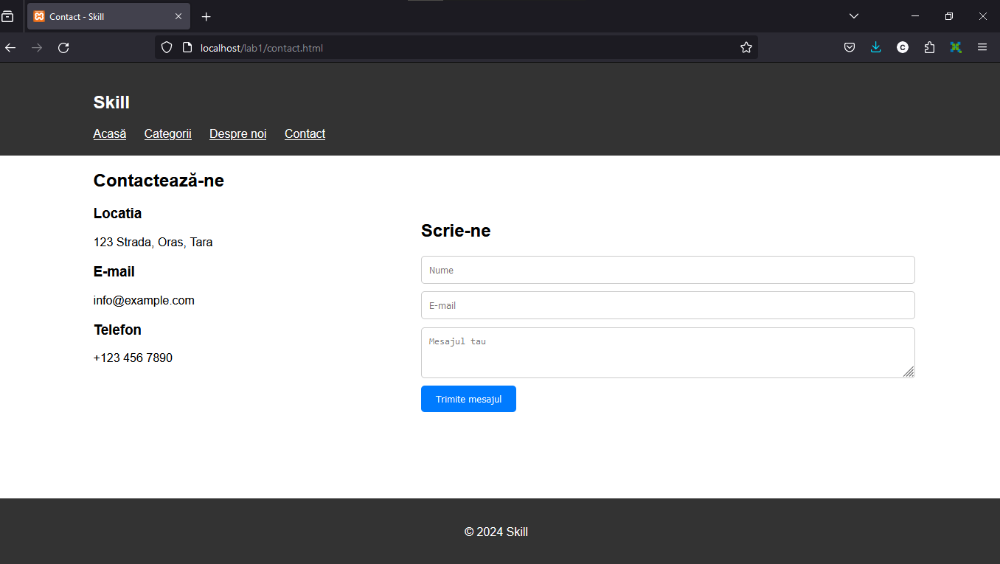 Contact - Skill
localhost/lab1/contact.html
C
Skill
Acasă Categorii Despre noi Contact
Contactează-ne
Locatia
123 Strada, Oras, Tara
E-mail
info@example.com
Telefon
+123 456 7890
Scrie-ne
Nume
E-mail
Mesajul tau
Trimite mesajul
© 2024 Skill